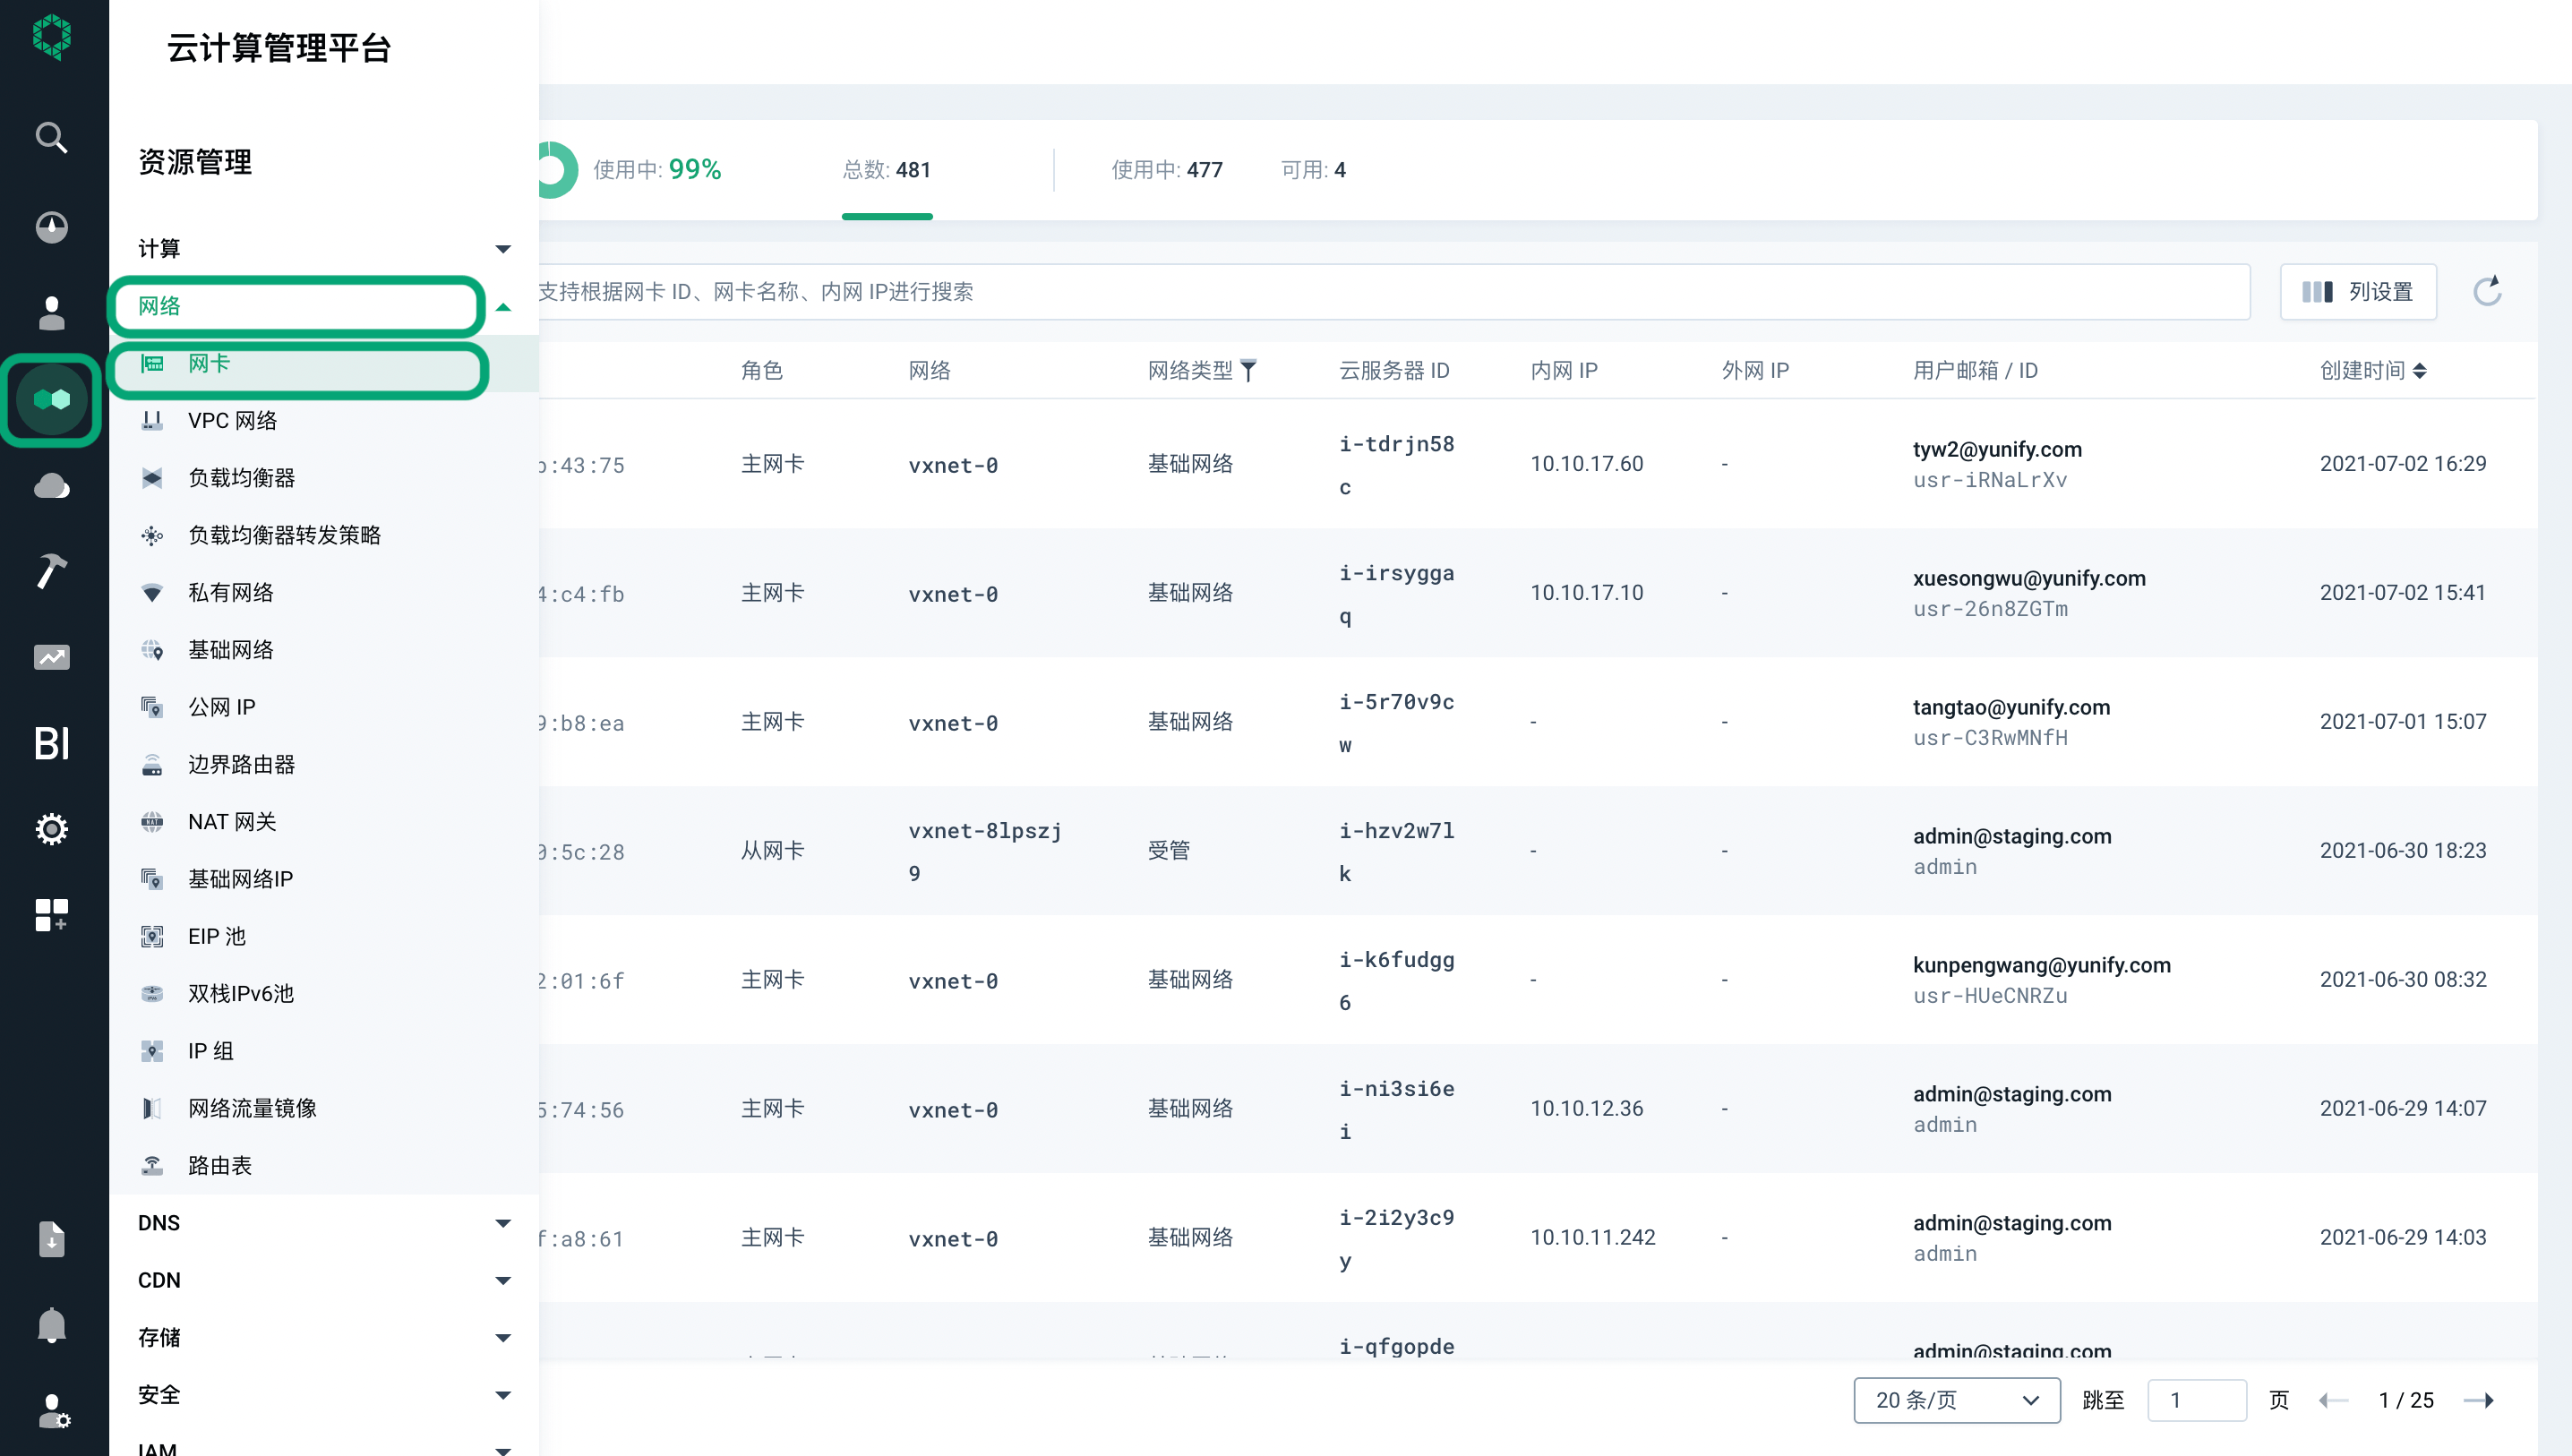 云计算管理平台
资源管理
计算
网络
网卡
VPC 网络
负载均衡器
负载均衡器转发策略
私有网络
基础网络
公网 IP
边界路由器
NAT 网关
基础网络IP
EIP 池
双栈IPv6池
IP 组
网络流量镜像
路由表
DNS
CDN
存储
安全
IAM
BI
使用中: 99%
总数: 481
使用中: 477
可用: 4
支持根据网卡 ID、网卡名称、内网 IP进行搜索
列设置
角色 网络 网络类型 云服务器 ID 内网 IP 外网 IP 用户邮箱 / ID 创建时间
:43:75 主网卡 vxnet-0 基础网络 i-tdrjn58c 10.10.17.60 - tyw2@yunify.com usr-iRNaLrXv 2021-07-02 16:29
:c4:fb 主网卡 vxnet-0 基础网络 i-irsyggaq 10.10.17.10 - xuesongwu@yunify.com usr-26n8ZGTm 2021-07-02 15:41
:b8:ea 主网卡 vxnet-0 基础网络 i-5r70v9cw - - tangtao@yunify.com usr-C3RwMNfH 2021-07-01 15:07
:5c:28 从网卡 vxnet-8lpszj9 受管 i-hzv2w7lk - - admin@staging.com admin 2021-06-30 18:23
:01:6f 主网卡 vxnet-0 基础网络 i-k6fudgg6 - - kunpengwang@yunify.com usr-HUeCNRZu 2021-06-30 08:32
:74:56 主网卡 vxnet-0 基础网络 i-ni3si6ei 10.10.12.36 - admin@staging.com admin 2021-06-29 14:07
:a8:61 主网卡 vxnet-0 基础网络 i-2i2y3c9y 10.10.11.242 - admin@staging.com admin 2021-06-29 14:03
i-qfgopde admin@staging.com
20 条/页 跳至 1 页 1 / 25